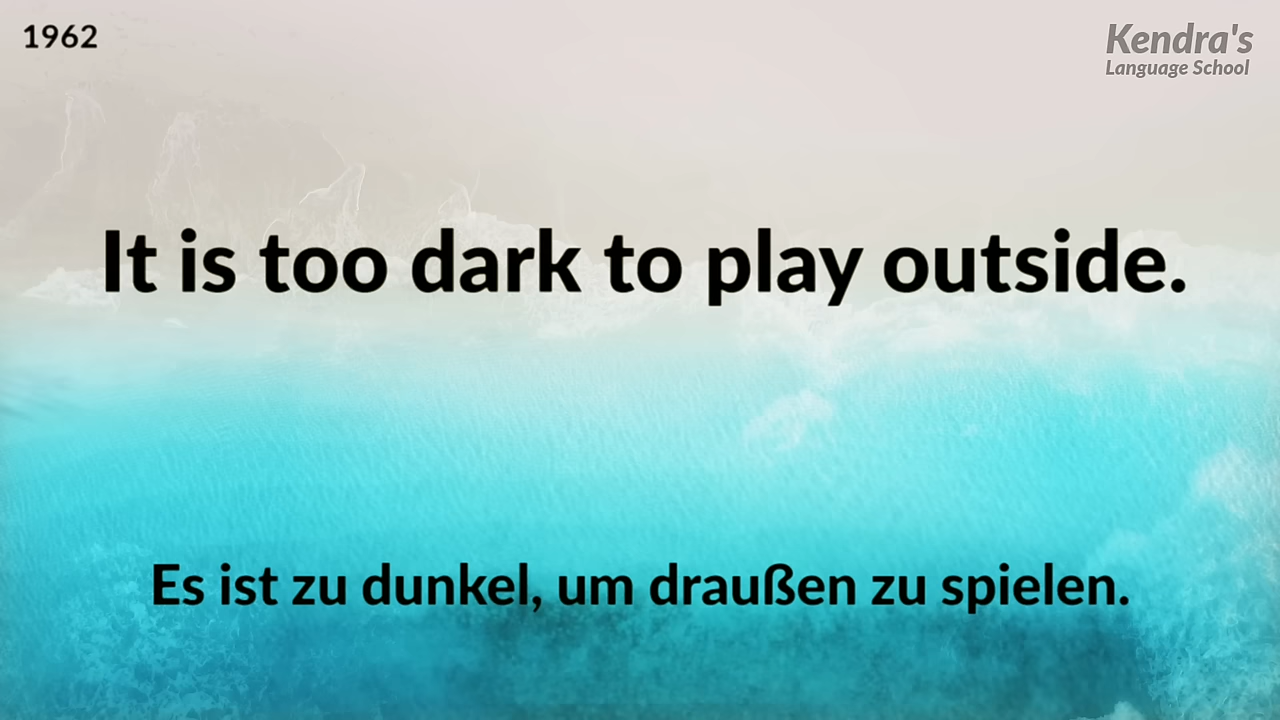 1962
Kendra's
Language School
It is too dark to play outside.
Es ist zu dunkel, um draußen zu spielen.